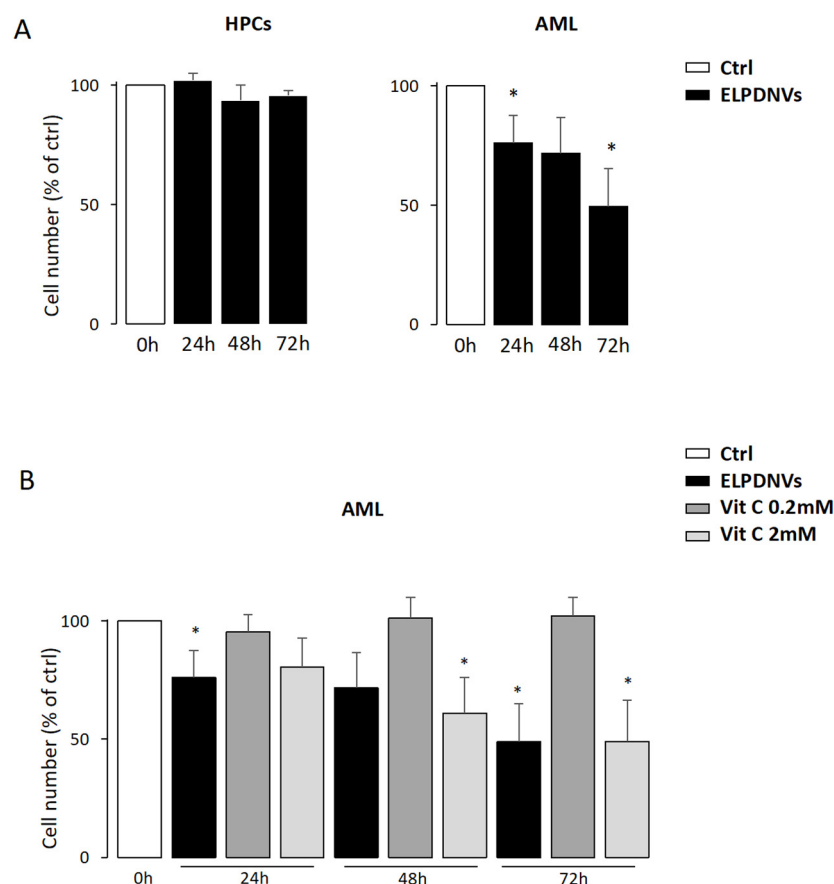 A
HPCs
AML
Ctrl
ELPDNVs
Cell number (% of ctrl)
100
50
0
0h 24h 48h 72h
100
50
0
0h 24h 48h 72h
* *
B
AML
Ctrl
ELPDNVs
Vit C 0.2mM
Vit C 2mM
Cell number (% of ctrl)
100
50
0
* * * *
0h 24h 48h 72h